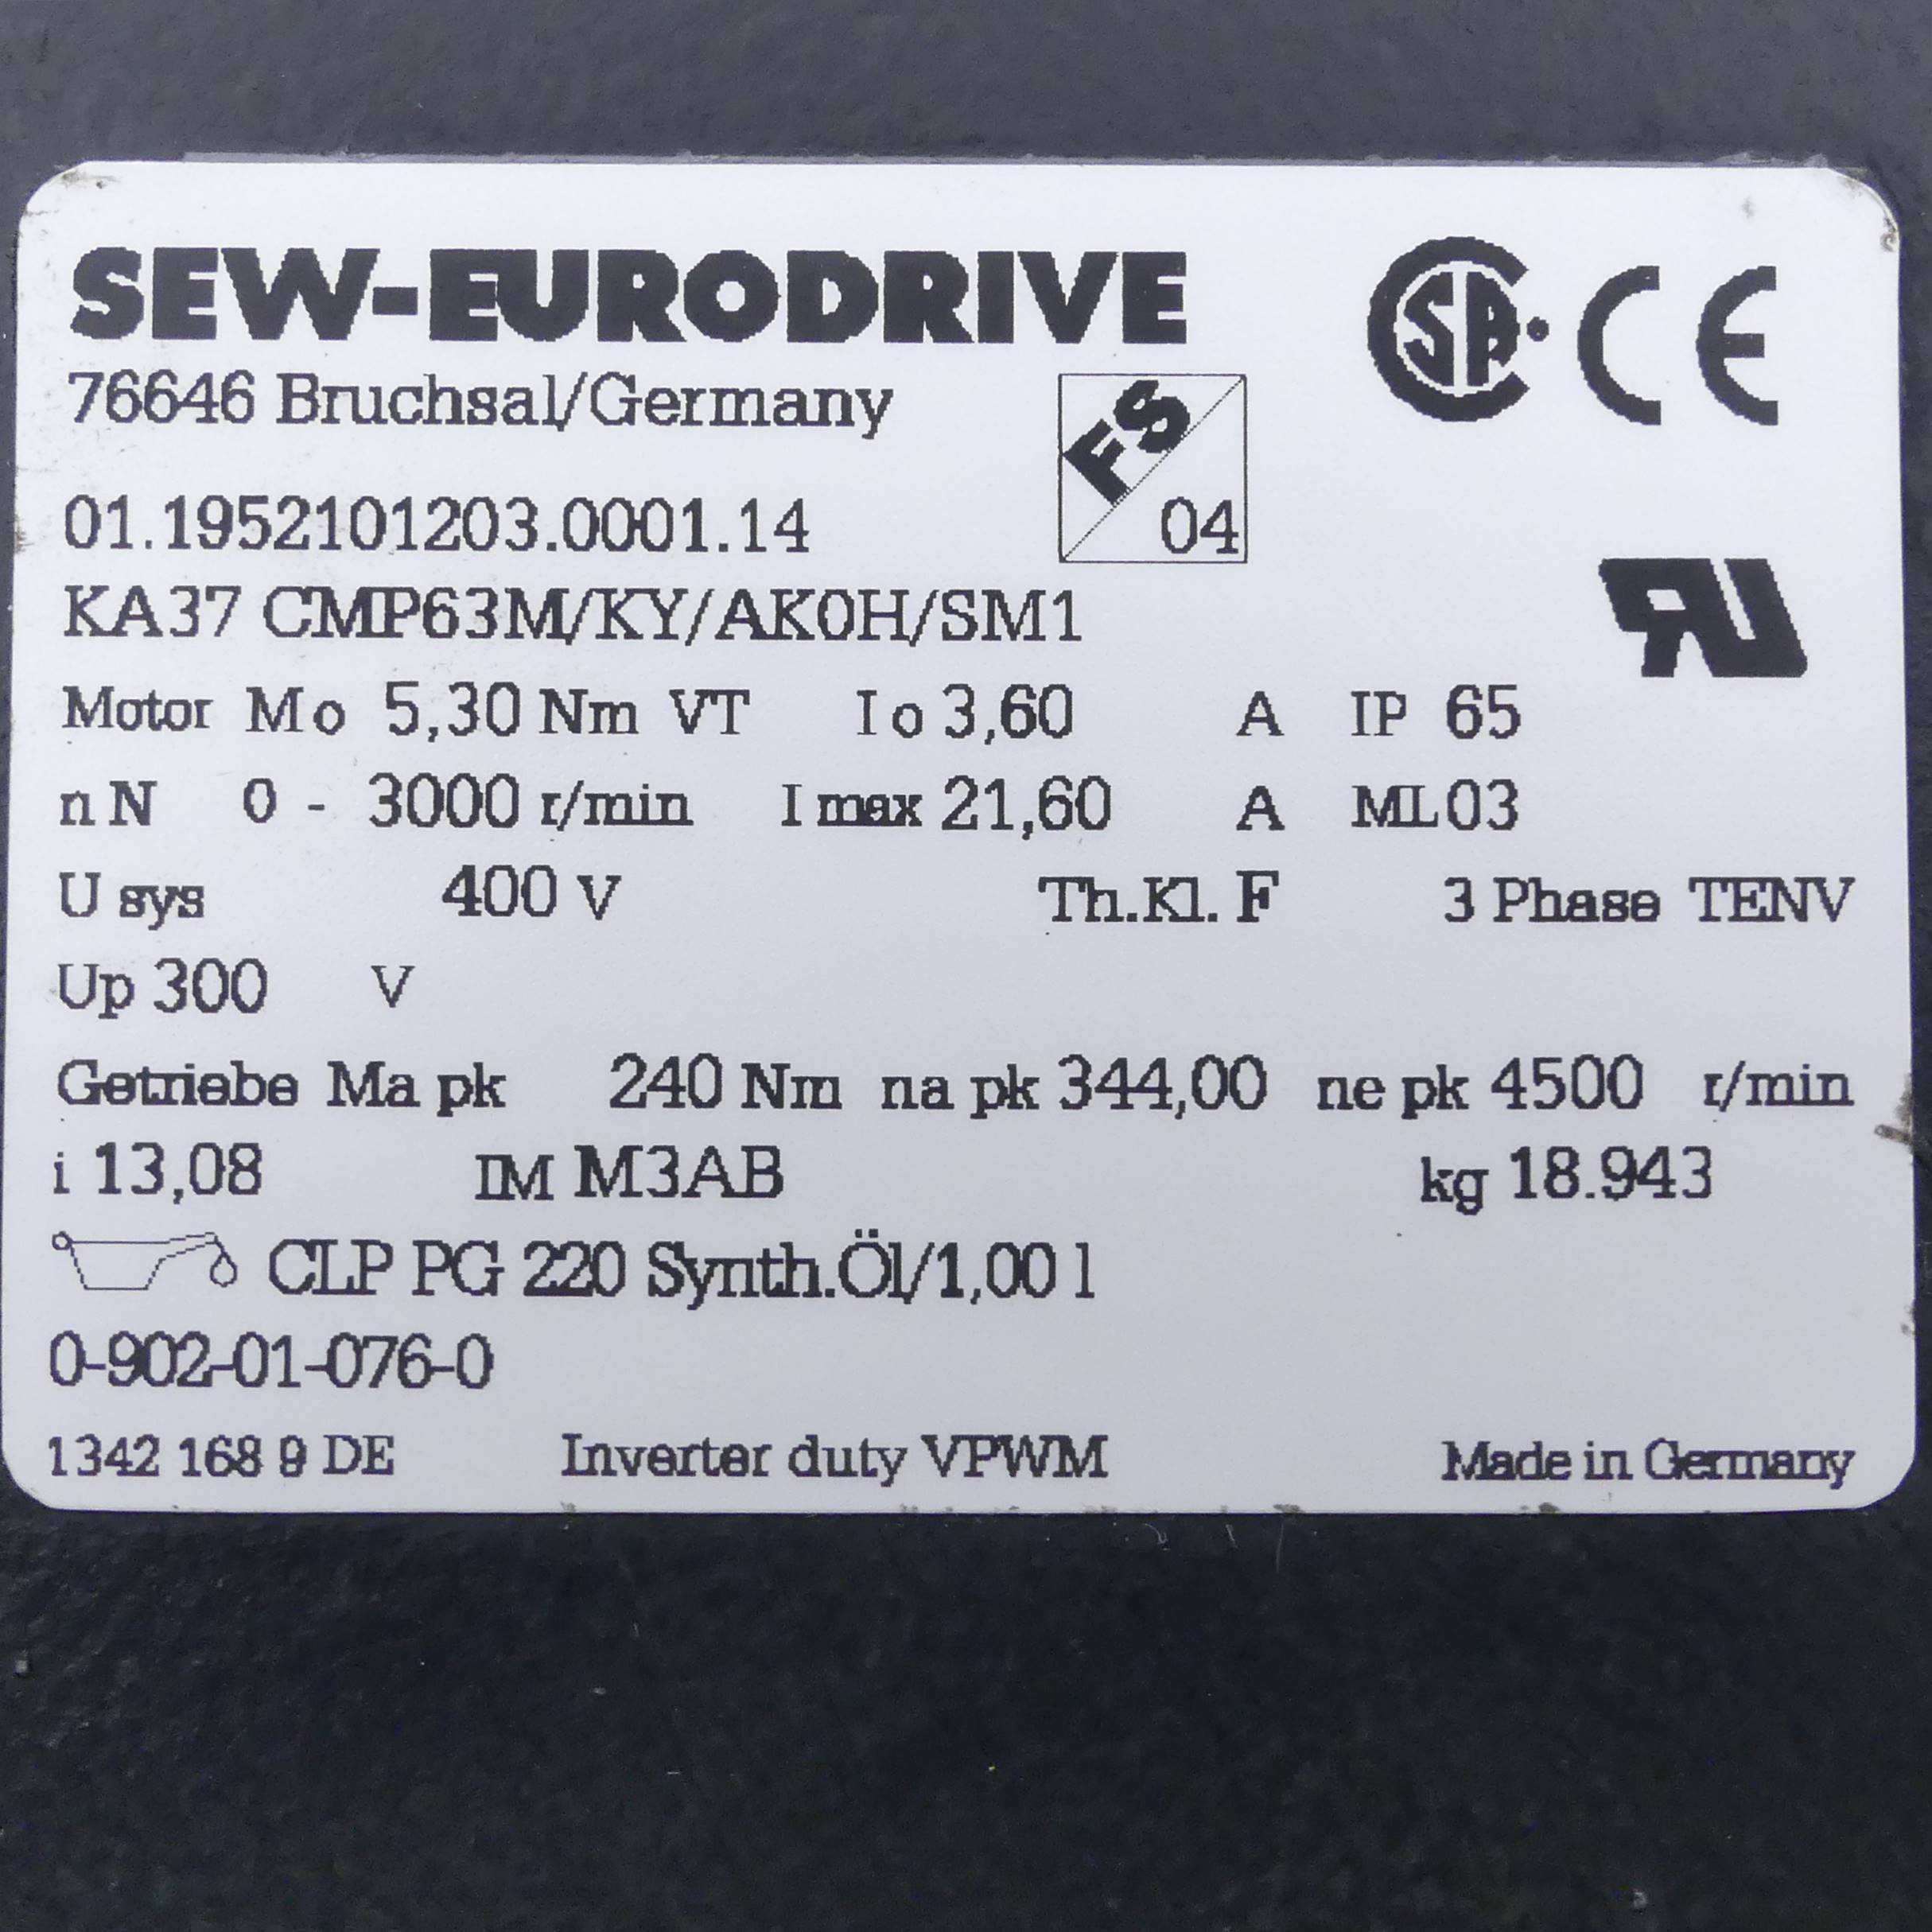 SEW-EURODRIVE
CSA CE
76646 Bruchsal/Germany
FS
04
01.1952101203.0001.14
KA37 CMP63M/KY/AK0H/SM1
RU
Motor Mo 5,30 Nm VT Io 3,60 A IP 65
nN 0 - 3000 r/min I max 21,60 A ML03
U sys 400 V Th.Kl. F 3 Phase TENV
Up 300 V
Getriebe Ma pk 240 Nm na pk 344,00 ne pk 4500 r/min
i 13,08 IM M3AB kg 18.943
CLP PG 220 Synth.Öl/1,00 l
0-902-01-076-0
1342 168 9 DE Inverter duty VPWM Made in Germany